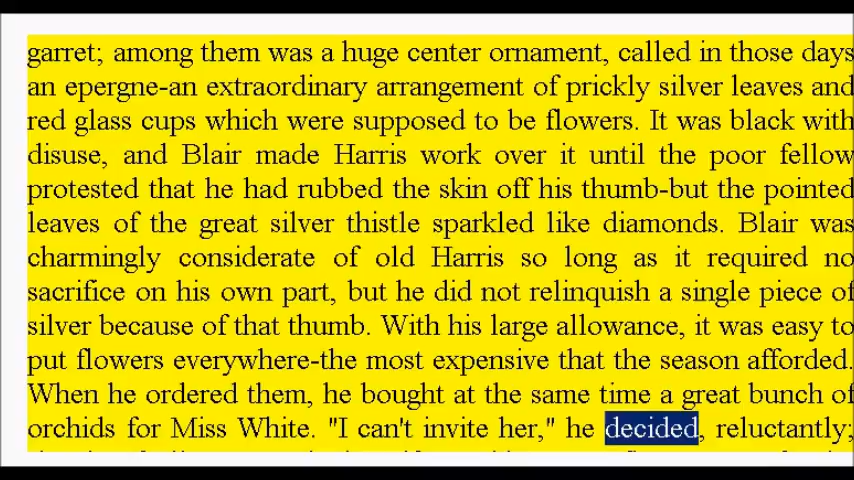 garret; among them was a huge center ornament, called in those days
an epergne-an extraordinary arrangement of prickly silver leaves and
red glass cups which were supposed to be flowers. It was black with
disuse, and Blair made Harris work over it until the poor fellow
protested that he had rubbed the skin off his thumb-but the pointed
leaves of the great silver thistle sparkled like diamonds. Blair was
charmingly considerate of old Harris so long as it required no
sacrifice on his own part, but he did not relinquish a single piece of
silver because of that thumb. With his large allowance, it was easy to
put flowers everywhere-the most expensive that the season afforded.
When he ordered them, he bought at the same time a great bunch of
orchids for Miss White. "I can't invite her," he decided, reluctantly;